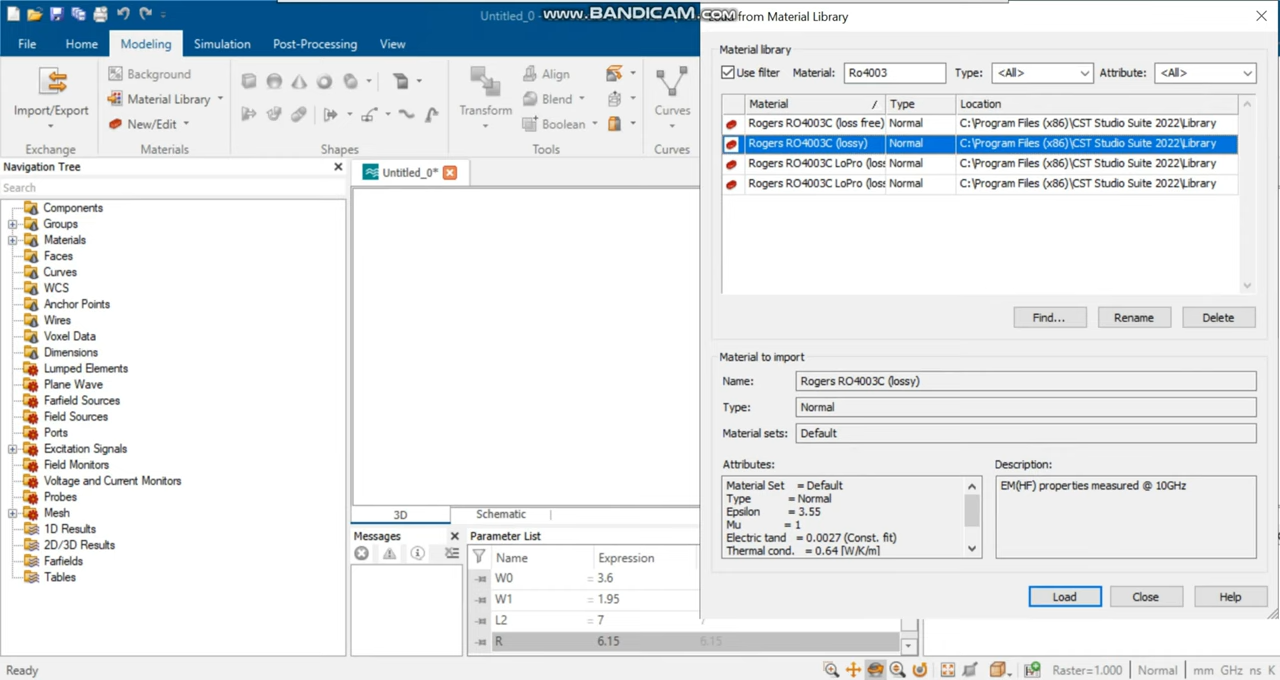 Untitled_0 -
www.BANDICAM.com
from Material Library
File Home Modeling Simulation Post-Processing View
Import/Export
Exchange
Background
Material Library
New/Edit
Materials
Shapes
Transform
Align
Blend
Boolean
Tools
Curves
Curves
Navigation Tree
Search
Components
Groups
Materials
Faces
Curves
WCS
Anchor Points
Wires
Voxel Data
Dimensions
Lumped Elements
Plane Wave
Farfield Sources
Field Sources
Ports
Excitation Signals
Field Monitors
Voltage and Current Monitors
Probes
Mesh
1D Results
2D/3D Results
Farfields
Tables
Untitled_0*
3D Schematic
Messages
Parameter List
Name Expression
W0 = 3.6
W1 = 1.95
L2 = 7 7
R 6.15 6.15
Material library
Use filter Material: Ro4003 Type: <All> Attribute: <All>
Material / Type Location
Rogers RO4003C (loss free) Normal C:\Program Files (x86)\CST Studio Suite 2022\Library
Rogers RO4003C (lossy) Normal C:\Program Files (x86)\CST Studio Suite 2022\Library
Rogers RO4003C LoPro (loss Normal C:\Program Files (x86)\CST Studio Suite 2022\Library
Rogers RO4003C LoPro (loss Normal C:\Program Files (x86)\CST Studio Suite 2022\Library
Find... Rename Delete
Material to import
Name: Rogers RO4003C (lossy)
Type: Normal
Material sets: Default
Attributes:
Material Set = Default
Type = Normal
Epsilon = 3.55
Mu = 1
Electric tand = 0.0027 (Const. fit)
Thermal cond. = 0.64 [W/K/m]
Description:
EM(HF) properties measured @ 10GHz
Load Close Help
Ready
Raster=1.000 Normal mm GHz ns K